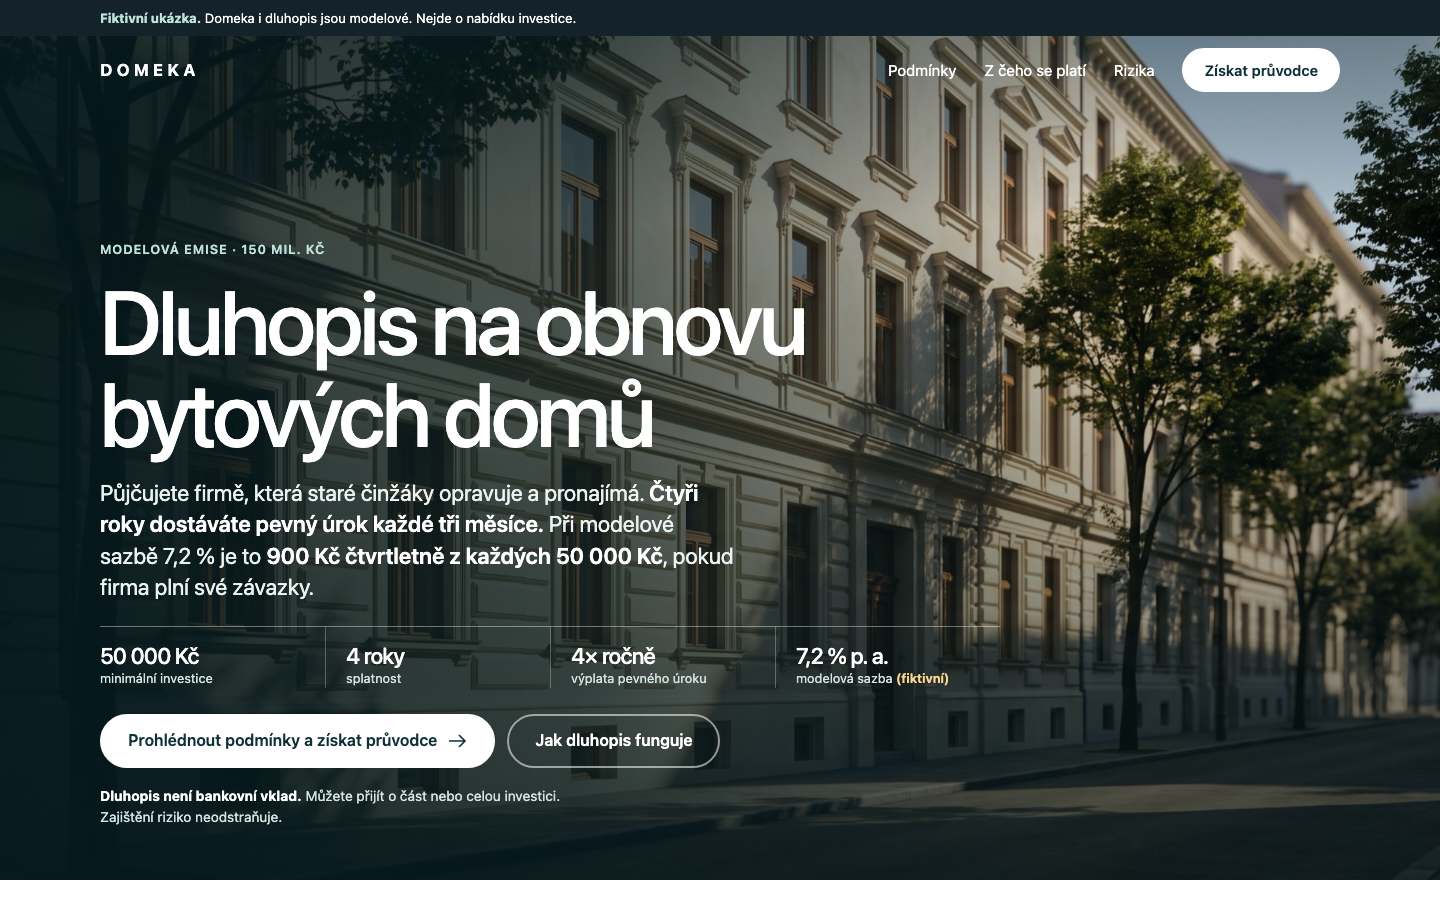 Fiktivní ukázka. Domeka i dluhopis jsou modelové. Nejde o nabídku investice.
DOMEKA
Podmínky
Z čeho se platí
Rizika
Získat průvodce
MODELOVÁ EMISE · 150 MIL. KČ
Dluhopis na obnovu
bytových domů
Půjčujete firmě, která staré činžáky opravuje a pronajímá. Čtyři
roky dostáváte pevný úrok každé tři měsíce. Při modelové
sazbě 7,2 % je to 900 Kč čtvrtletně z každých 50 000 Kč, pokud
firma plní své závazky.
50 000 Kč
minimální investice
4 roky
splatnost
4× ročně
výplata pevného úroku
7,2 % p. a.
modelová sazba (fiktivní)
Prohlédnout podmínky a získat průvodce →
Jak dluhopis funguje
Dluhopis není bankovní vklad. Můžete přijít o část nebo celou investici.
Zajištění riziko neodstraňuje.